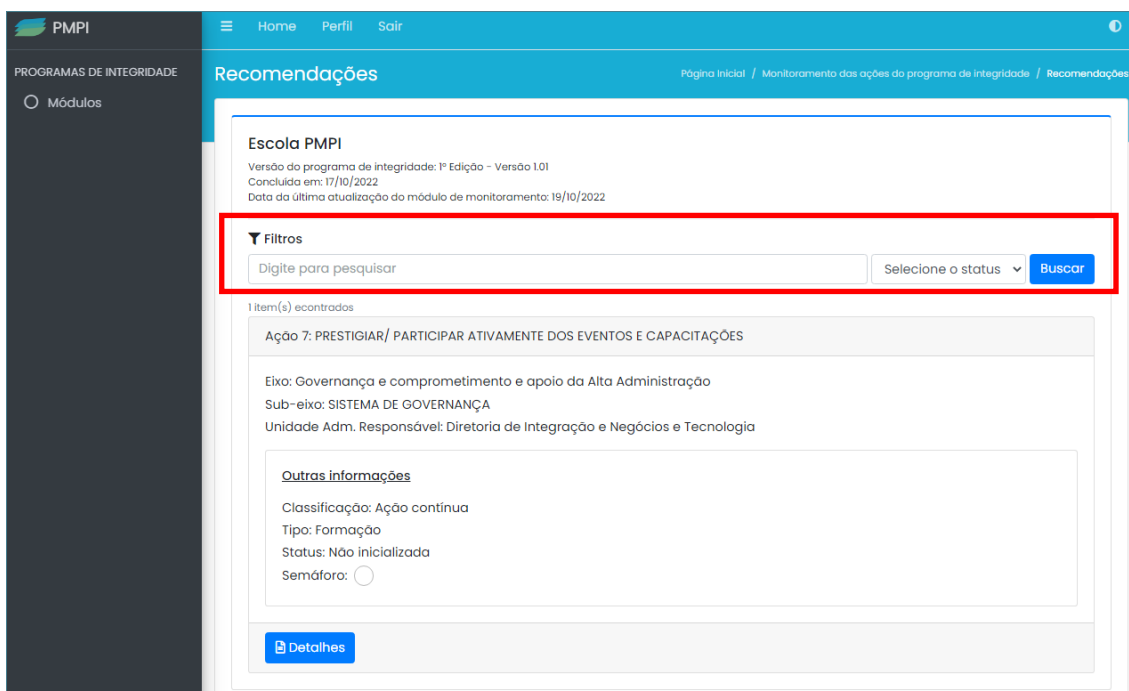 PMPI
Home Perfil Sair
PROGRAMAS DE INTEGRIDADE
Módulos
Recomendações
Página Inicial / Monitoramento das ações do programa de integridade / Recomendações
Escola PMPI
Versão do programa de integridade: 1ª Edição - Versão 1.01
Concluída em: 17/10/2022
Data da última atualização do módulo de monitoramento: 19/10/2022
Filtros
Digite para pesquisar
Selecione o status
Buscar
1 item(s) econtrados
Ação 7: PRESTIGIAR/ PARTICIPAR ATIVAMENTE DOS EVENTOS E CAPACITAÇÕES
Eixo: Governança e comprometimento e apoio da Alta Administração
Sub-eixo: SISTEMA DE GOVERNANÇA
Unidade Adm. Responsável: Diretoria de Integração e Negócios e Tecnologia
Outras informações
Classificação: Ação contínua
Tipo: Formação
Status: Não inicializada
Semáforo:
Detalhes